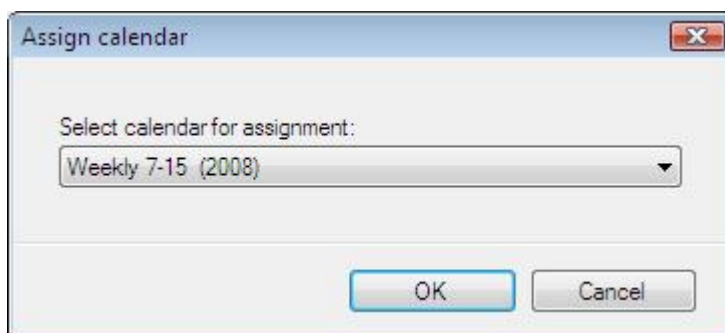 Assign calendar
Select calendar for assignment:
Weekly 7-15 (2008)
OK Cancel